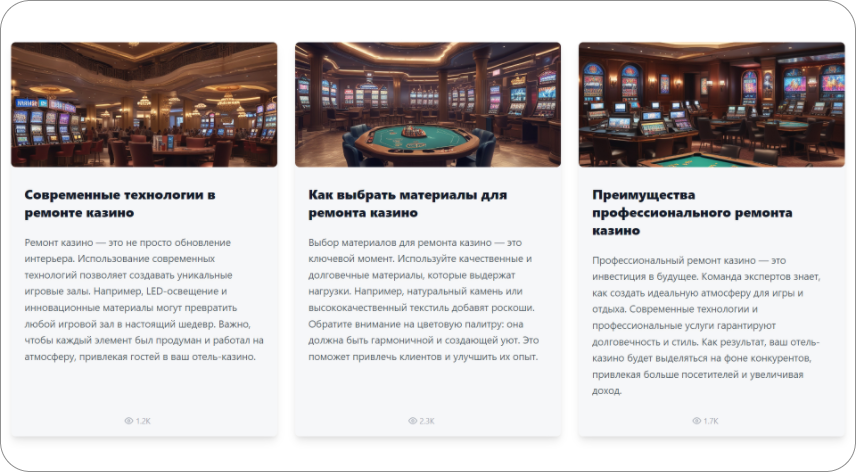 Современные технологии в
ремонте казино
Ремонт казино — это не просто обновление
интерьера. Использование современных
технологий позволяет создавать уникальные
игровые залы. Например, LED-освещение и
инновационные материалы могут превратить
любой игровой зал в настоящий шедевр. Важно,
чтобы каждый элемент был продуман и работал на
атмосферу, привлекая гостей в ваш отель-казино.
1.2K
Как выбрать материалы для
ремонта казино
Выбор материалов для ремонта казино — это
ключевой момент. Используйте качественные и
долговечные материалы, которые выдержат
нагрузки. Например, натуральный камень или
высококачественный текстиль добавят роскоши.
Обратите внимание на цветовую палитру: она
должна быть гармоничной и создающей уют. Это
поможет привлечь клиентов и улучшить их опыт.
2.3K
Преимущества
профессионального ремонта
казино
Профессиональный ремонт казино — это
инвестиция в будущее. Команда экспертов знает,
как создать идеальную атмосферу для игры и
отдыха. Современные технологии и
профессиональные услуги гарантируют
долговечность и стиль. Как результат, ваш отель-
казино будет выделяться на фоне конкурентов,
привлекая больше посетителей и увеличивая
доход.
1.7K